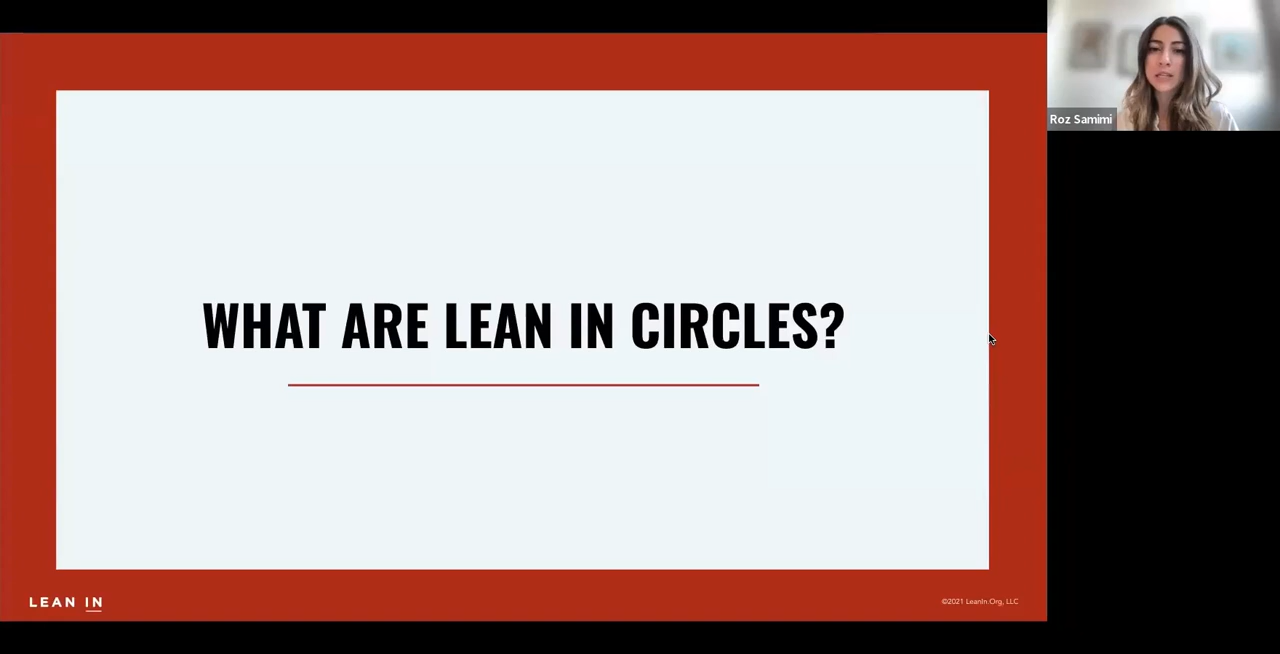 Roz Samimi
WHAT ARE LEAN IN CIRCLES?
LEAN IN
©2021 LeanIn.Org, LLC